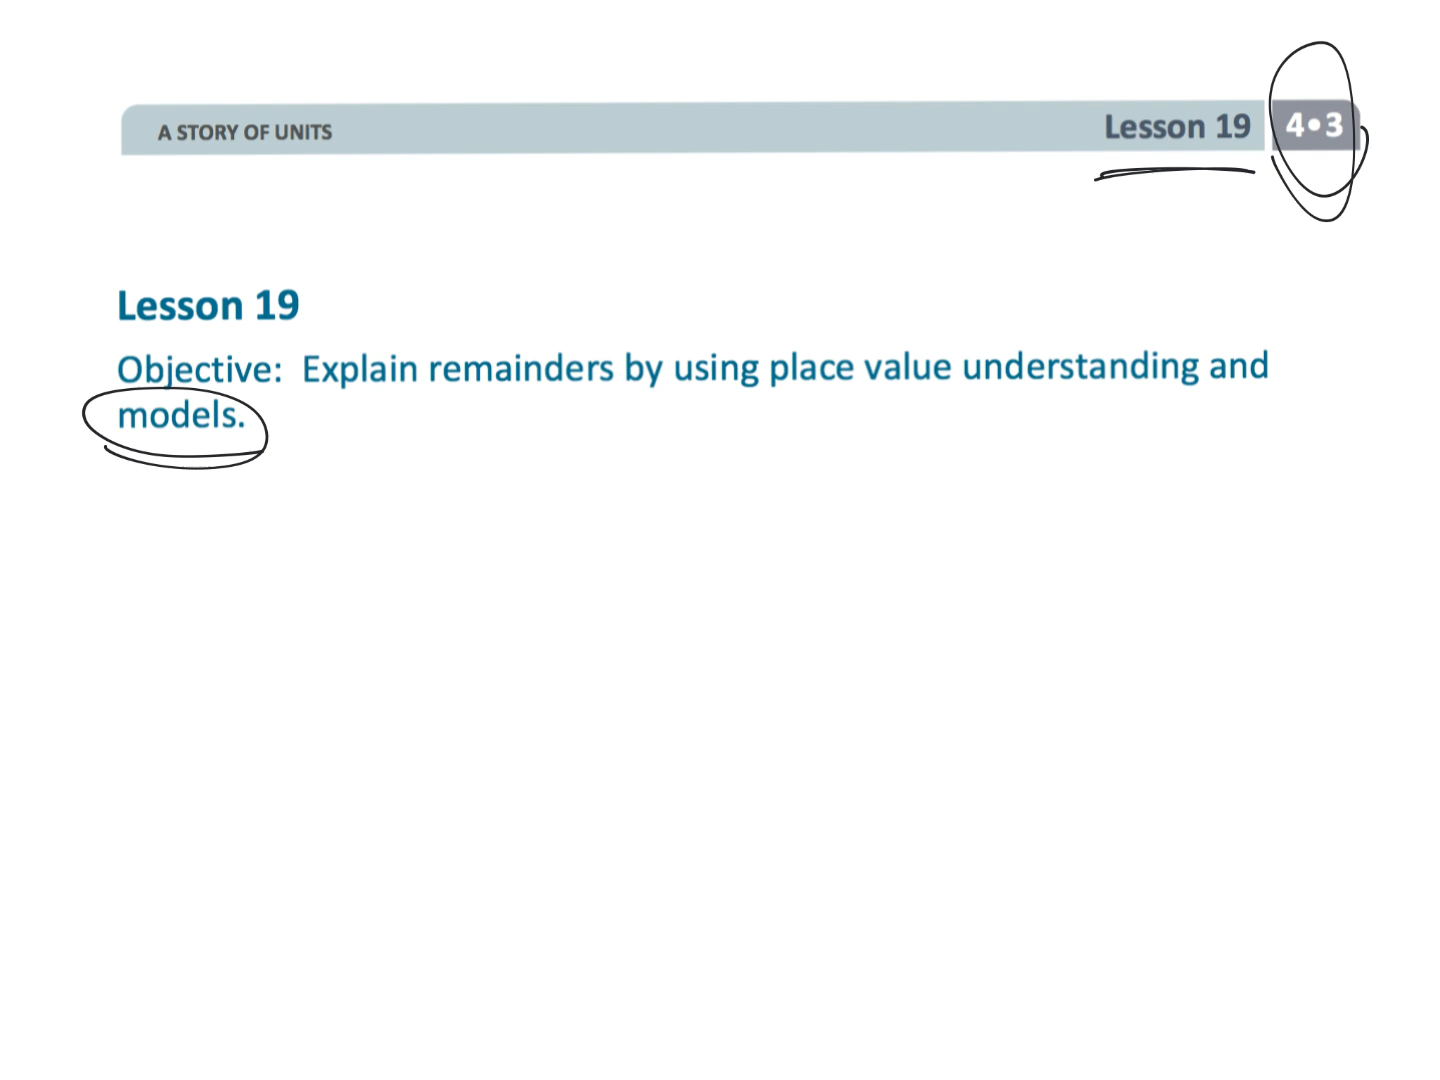 A STORY OF UNITS
Lesson 19
4•3
Lesson 19
Objective: Explain remainders by using place value understanding and
models.